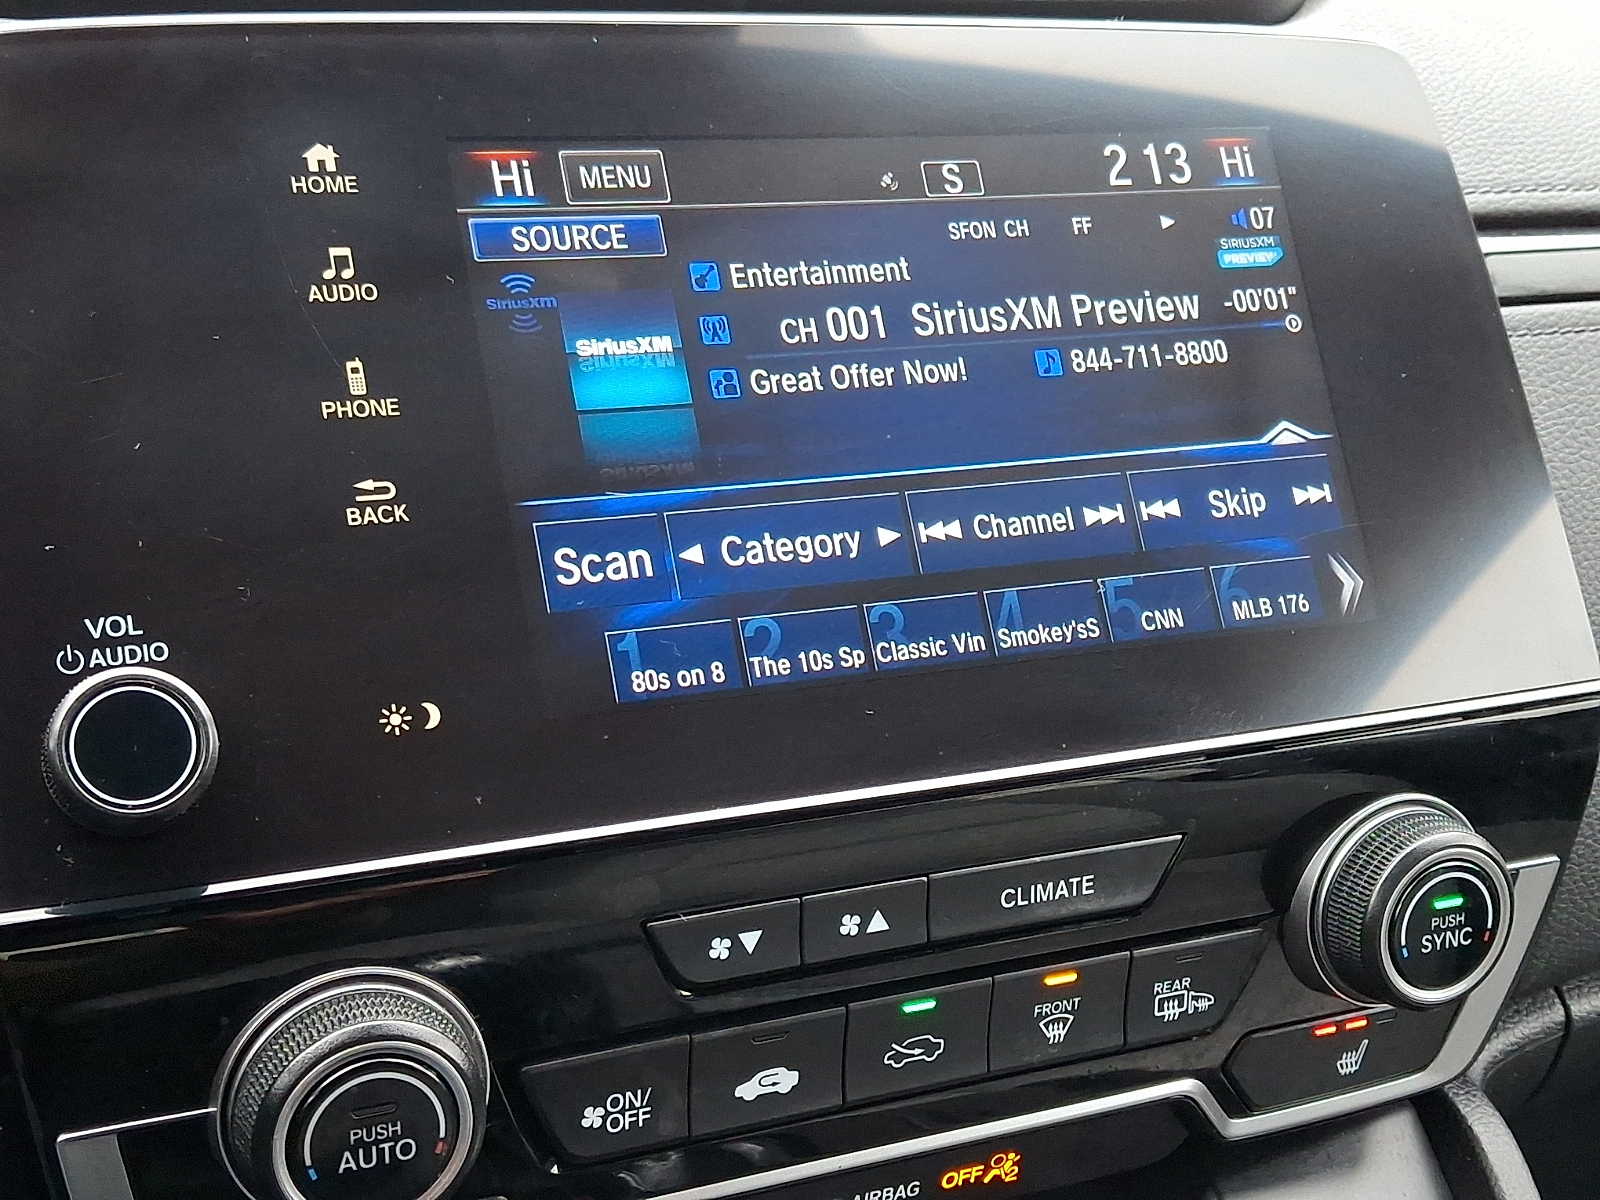 HOME
AUDIO
PHONE
BACK
VOL
AUDIO
Hi MENU S 2 13 Hi
SOURCE SFON CH FF 07
SIRIUSXM
PREVIEW
SiriusXm
SiriusXM
Entertainment
CH 001 SiriusXM Preview -00'01"
Great Offer Now! 844-711-8800
Scan Category Channel Skip
1 80s on 8
2 The 10s Sp
3 Classic Vin
4 Smokey'sS
5 CNN
6 MLB 176
CLIMATE
PUSH
SYNC
FRONT
REAR
ON/
OFF
PUSH
AUTO
AIRBAG OFF 2